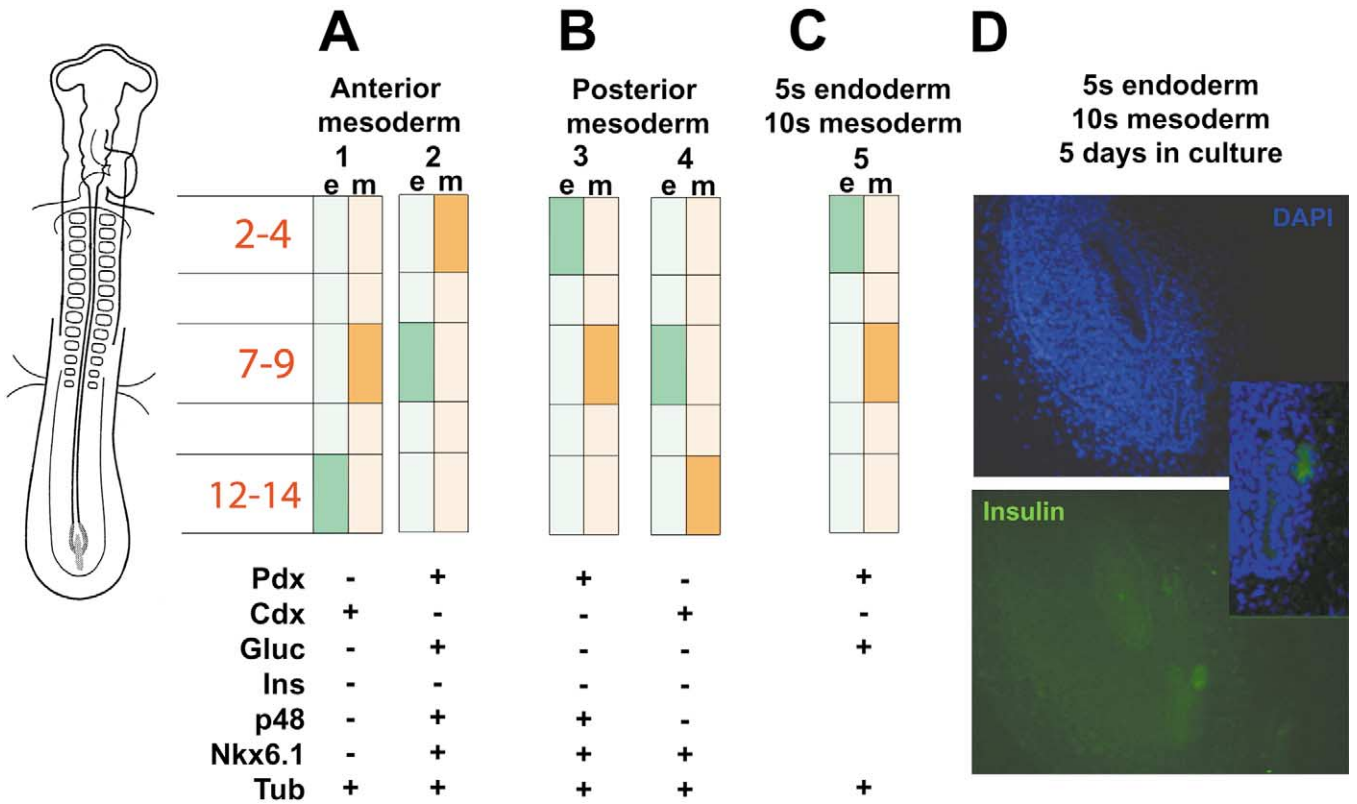 A
B
C
D
Anterior
mesoderm
Posterior
mesoderm
5s endoderm
10s mesoderm
5s endoderm
10s mesoderm
5 days in culture
1 2 3 4 5
e m e m e m e m e m
2-4
7-9
12-14
DAPI
Insulin
Pdx - + + - +
Cdx + - - + -
Gluc - + - - +
Ins - - - -
p48 - + + -
Nkx6.1 - + + +
Tub + + + + +